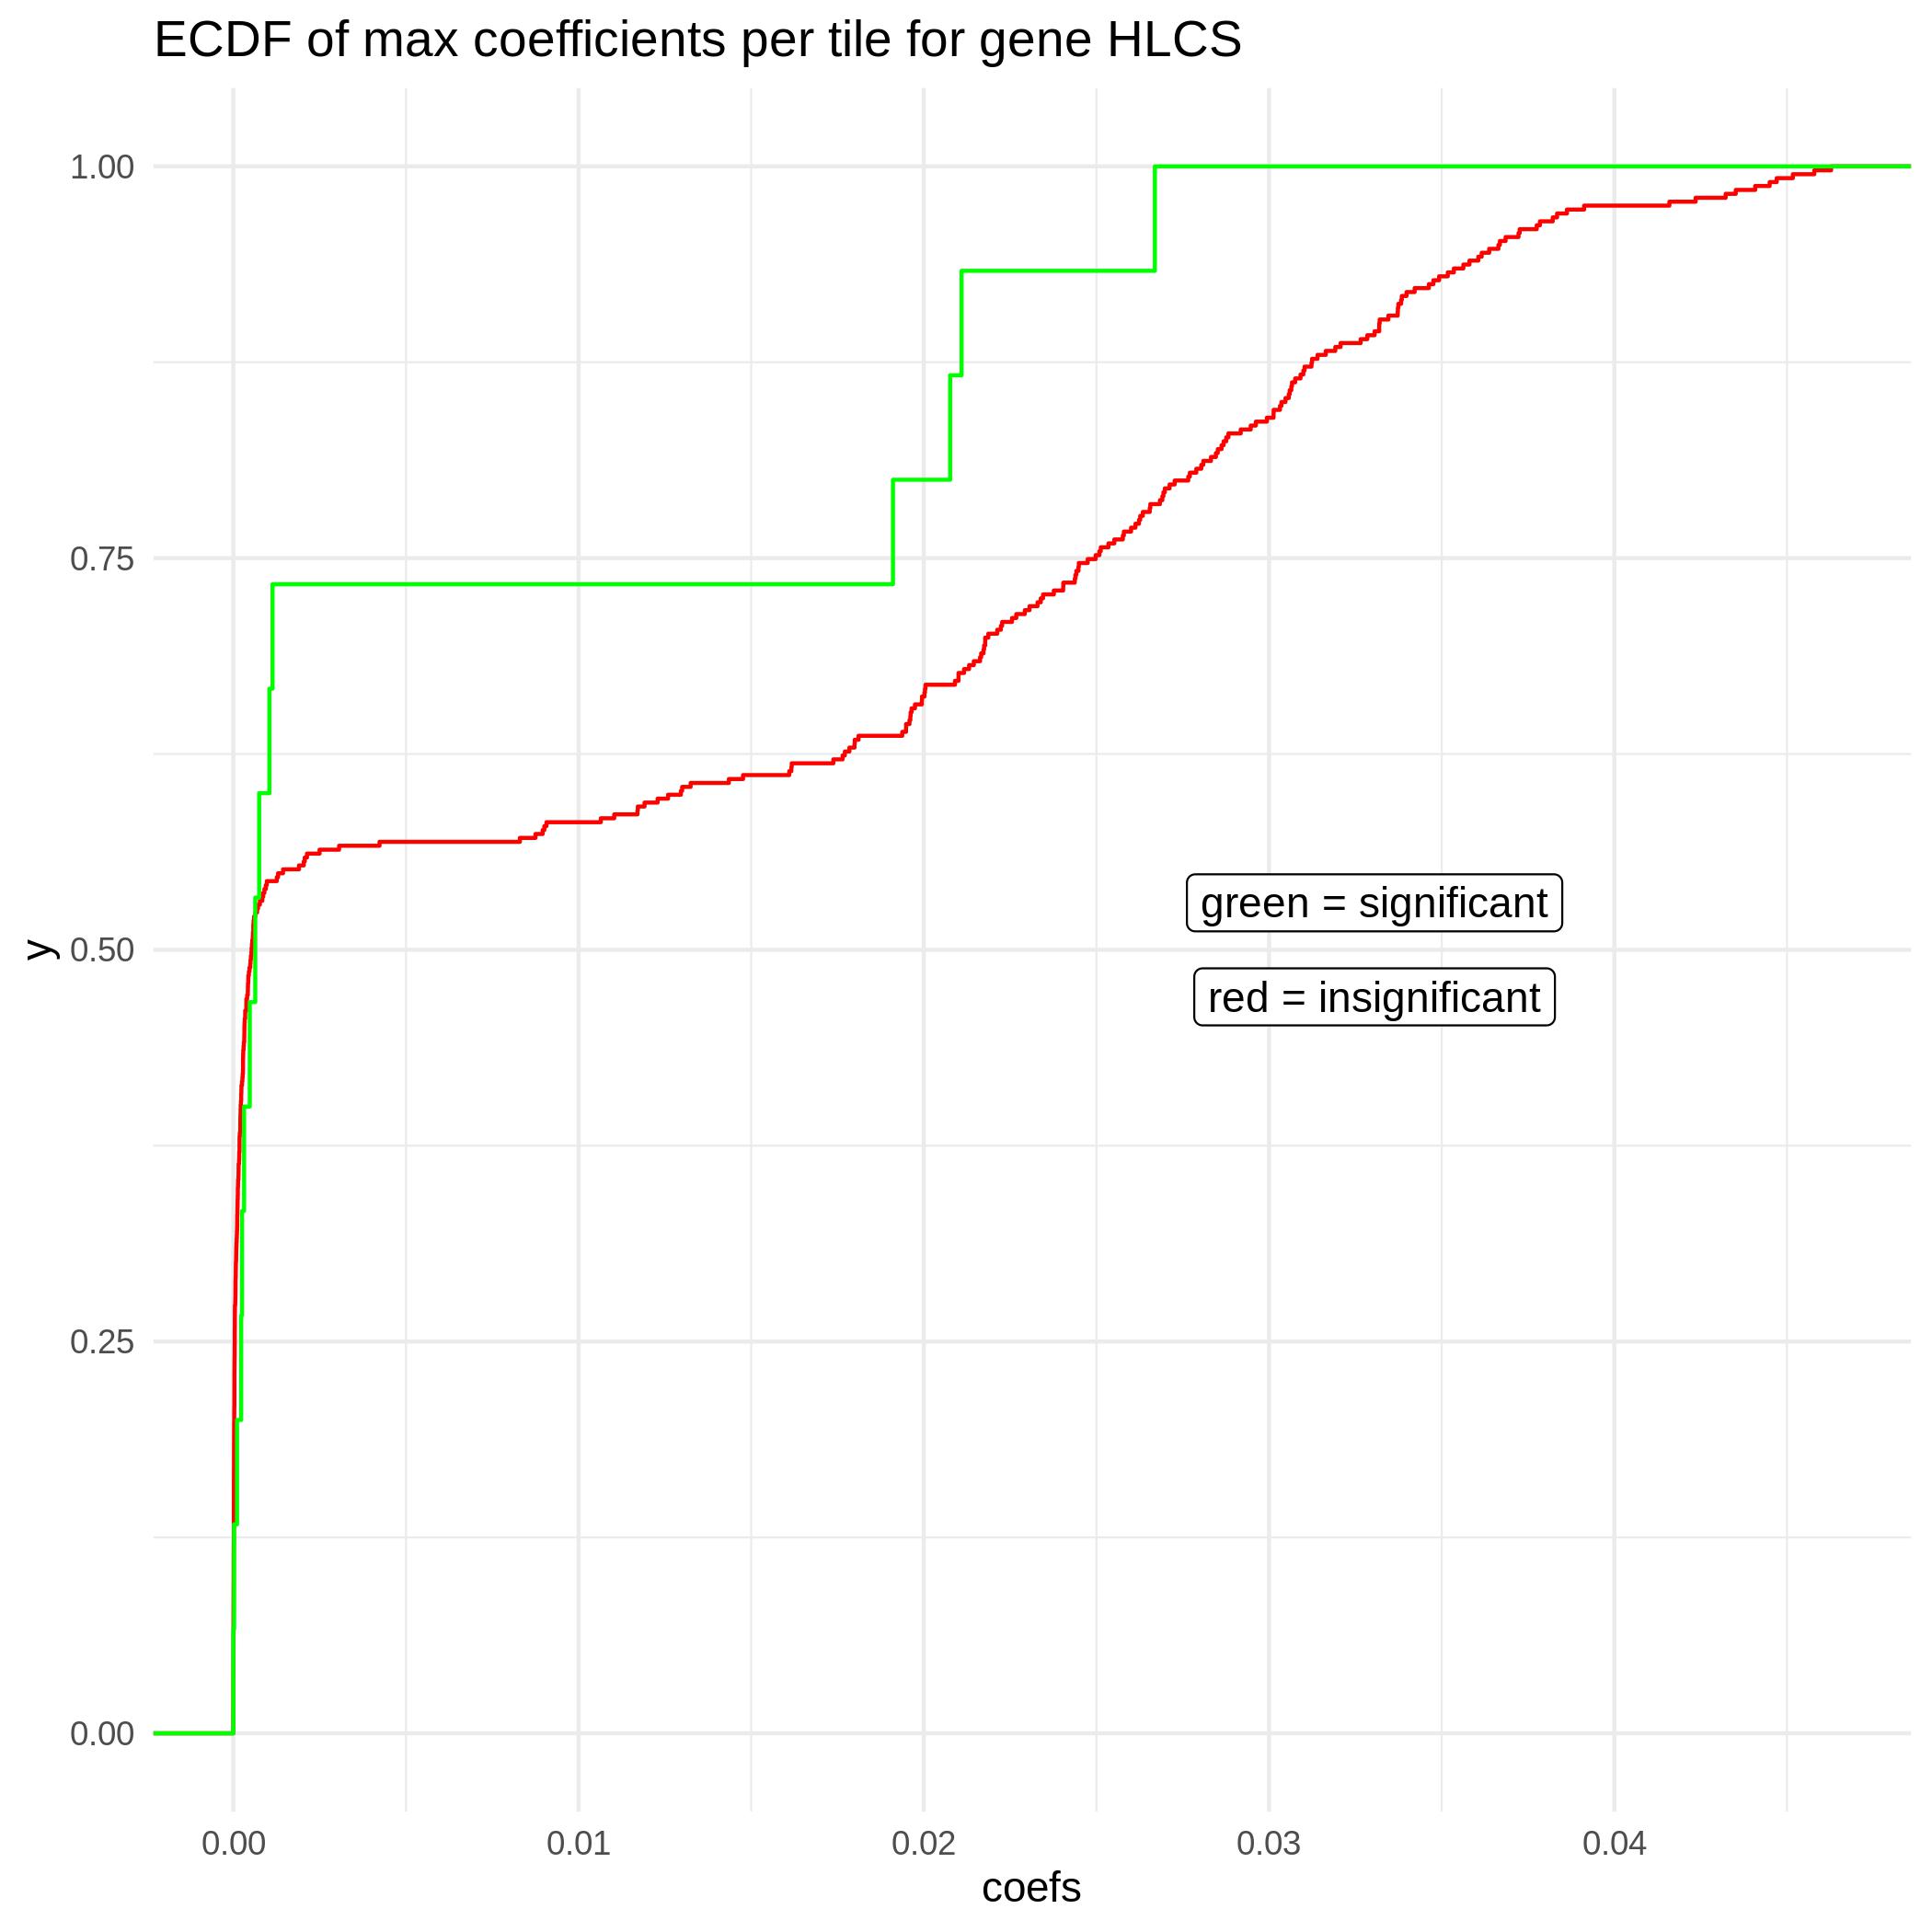 ECDF of max coefficients per tile for gene HLCS
1.00
0.75
0.50
0.25
0.00
y
green = significant
red = insignificant
0.00 0.01 0.02 0.03 0.04
coefs